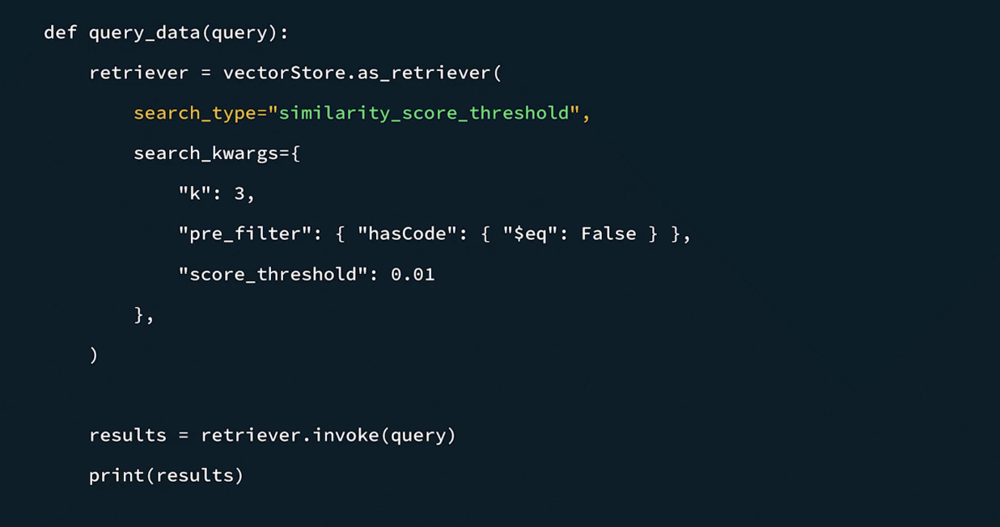 def query_data(query):
    retriever = vectorStore.as_retriever(
        search_type="similarity_score_threshold",
        search_kwargs={
            "k": 3,
            "pre_filter": { "hasCode": { "$eq": False } },
            "score_threshold": 0.01
        },
    )
    results = retriever.invoke(query)
    print(results)